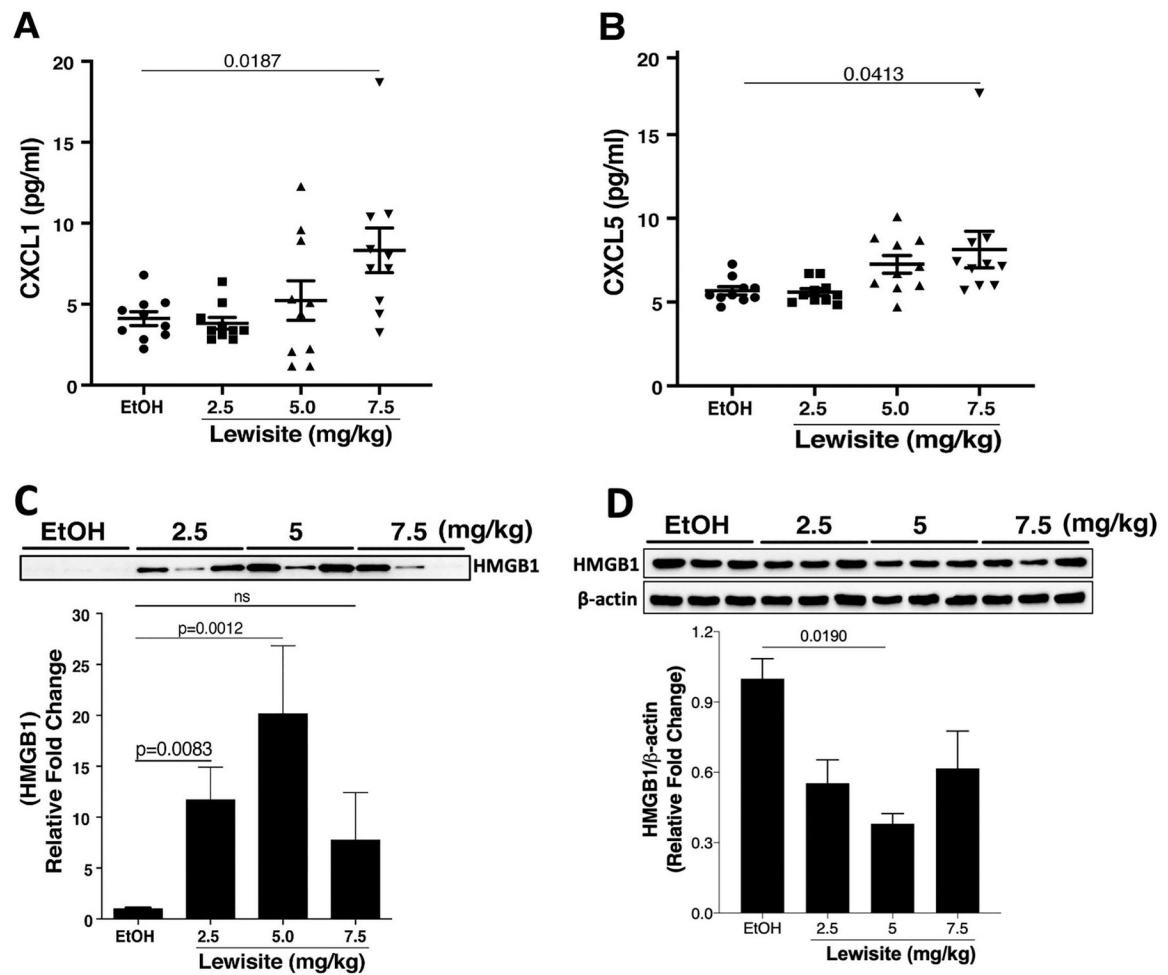 A
0.0187
20
15
10
5
0
CXCL1 (pg/ml)
EtOH 2.5 5.0 7.5
Lewisite (mg/kg)
B
0.0413
20
15
10
5
0
CXCL5 (pg/ml)
EtOH 2.5 5.0 7.5
Lewisite (mg/kg)
C
EtOH 2.5 5 7.5 (mg/kg)
HMGB1
ns
p=0.0012
p=0.0083
30
25
20
15
10
5
0
(HMGB1)
Relative Fold Change
EtOH 2.5 5.0 7.5
Lewisite (mg/kg)
D
EtOH 2.5 5 7.5 (mg/kg)
HMGB1
β-actin
0.0190
1.2
0.9
0.6
0.3
0.0
HMGB1/β-actin
(Relative Fold Change)
EtOH 2.5 5 7.5
Lewisite (mg/kg)